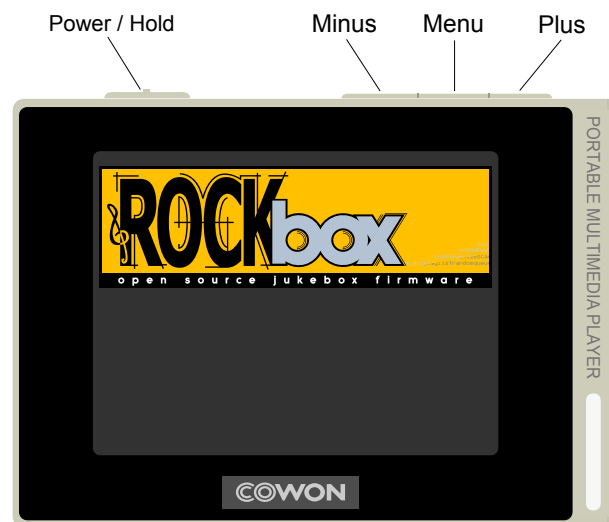 Power / Hold
Minus
Menu
Plus
PORTABLE MULTIMEDIA PLAYER
ROCKbox
open source jukebox firmware
COWON